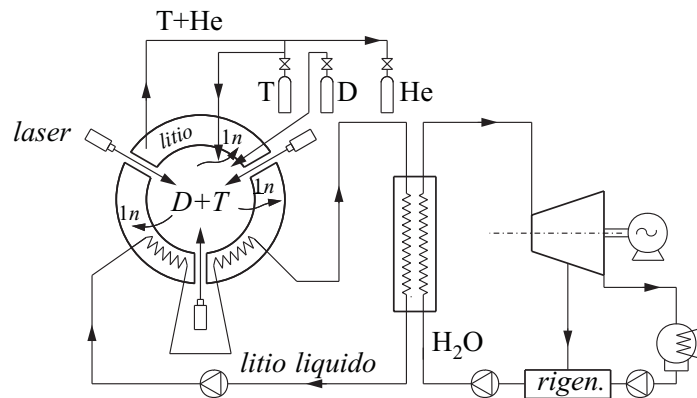 T+He
T
D
He
laser
litio
1n
D+T
1n
1n
H₂O
litio liquido
rigen.